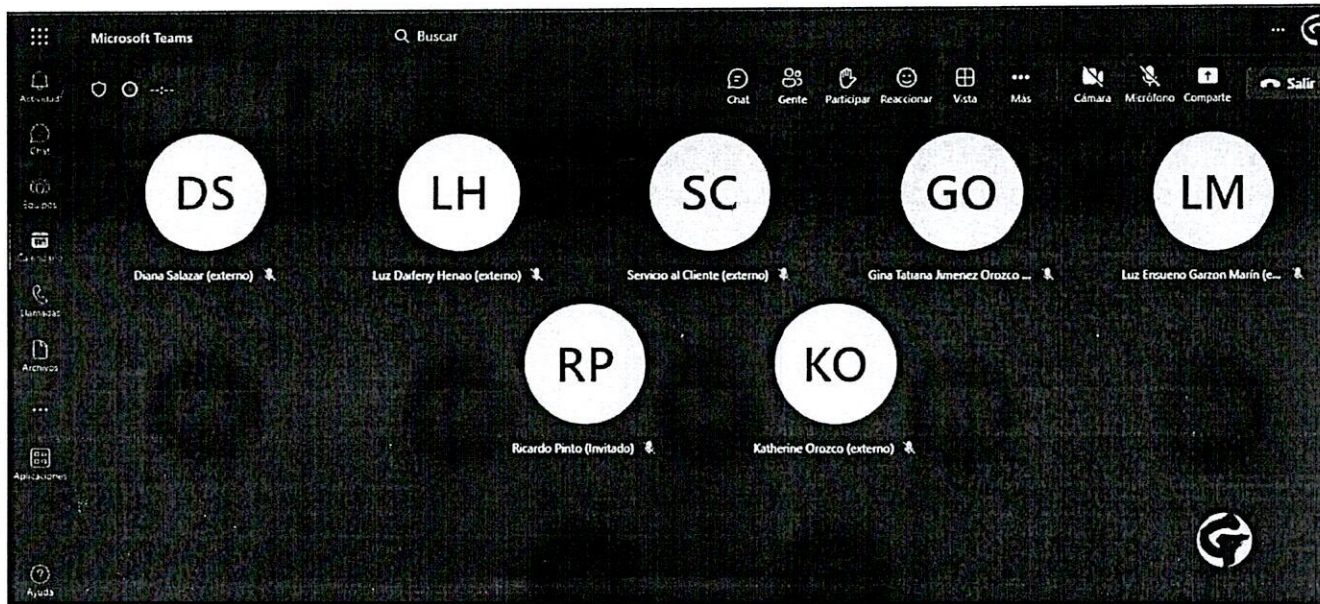 Microsoft Teams
Buscar
Actividad
Chat
Equipos
Calendario
Llamadas
Archivos
Aplicaciones
Ayuda
--:--
Chat
Gente
Participar
Reaccionar
Vista
Más
Cámara
Micrófono
Comparte
Salir
DS
Diana Salazar (externo)
LH
Luz Darfeny Henao (externo)
SC
Servicio al Cliente (externo)
GO
Gina Tatiana Jimenez Orozco ...
LM
Luz Ensueno Garzon Marín (e...
RP
Ricardo Pinto (Invitado)
KO
Katherine Orozco (externo)